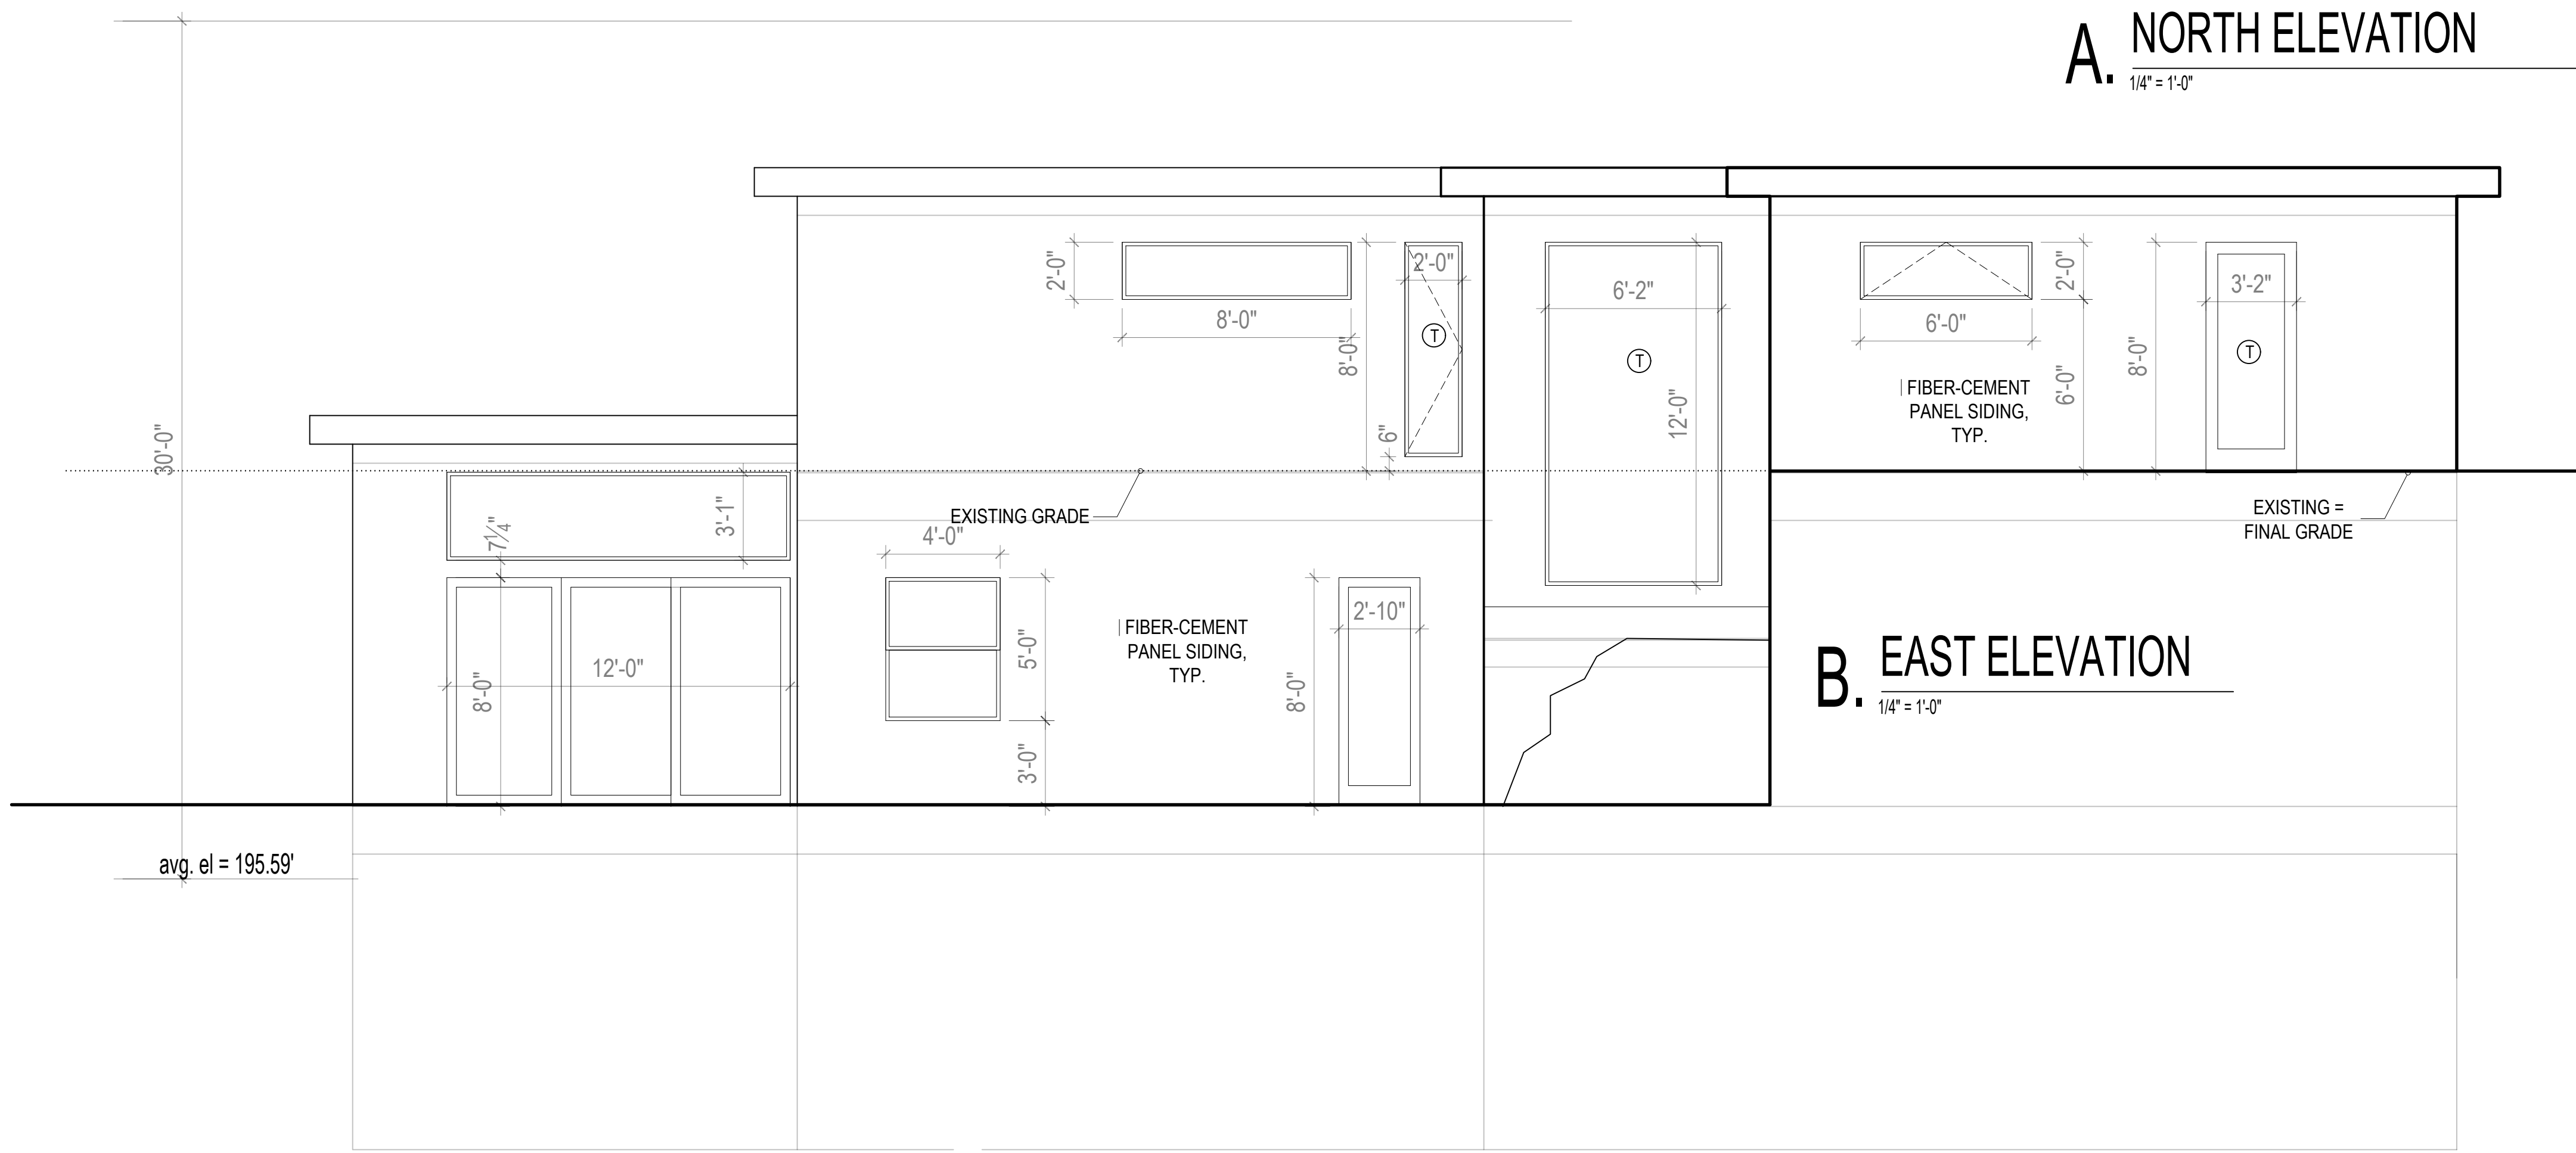 A. NORTH ELEVATION
1/4" = 1'-0"
2'-0"
8'-0"
8'-0"
6"
2'-0"
T
6'-2"
T
12'-0"
6'-0"
2'-0"
6'-0"
8'-0"
3'-2"
T
FIBER-CEMENT
PANEL SIDING,
TYP.
30'-0"
EXISTING GRADE
EXISTING =
FINAL GRADE
3'-1"
7 1/4"
12'-0"
8'-0"
4'-0"
5'-0"
3'-0"
FIBER-CEMENT
PANEL SIDING,
TYP.
8'-0"
2'-10"
B. EAST ELEVATION
1/4" = 1'-0"
avg. el = 195.59'